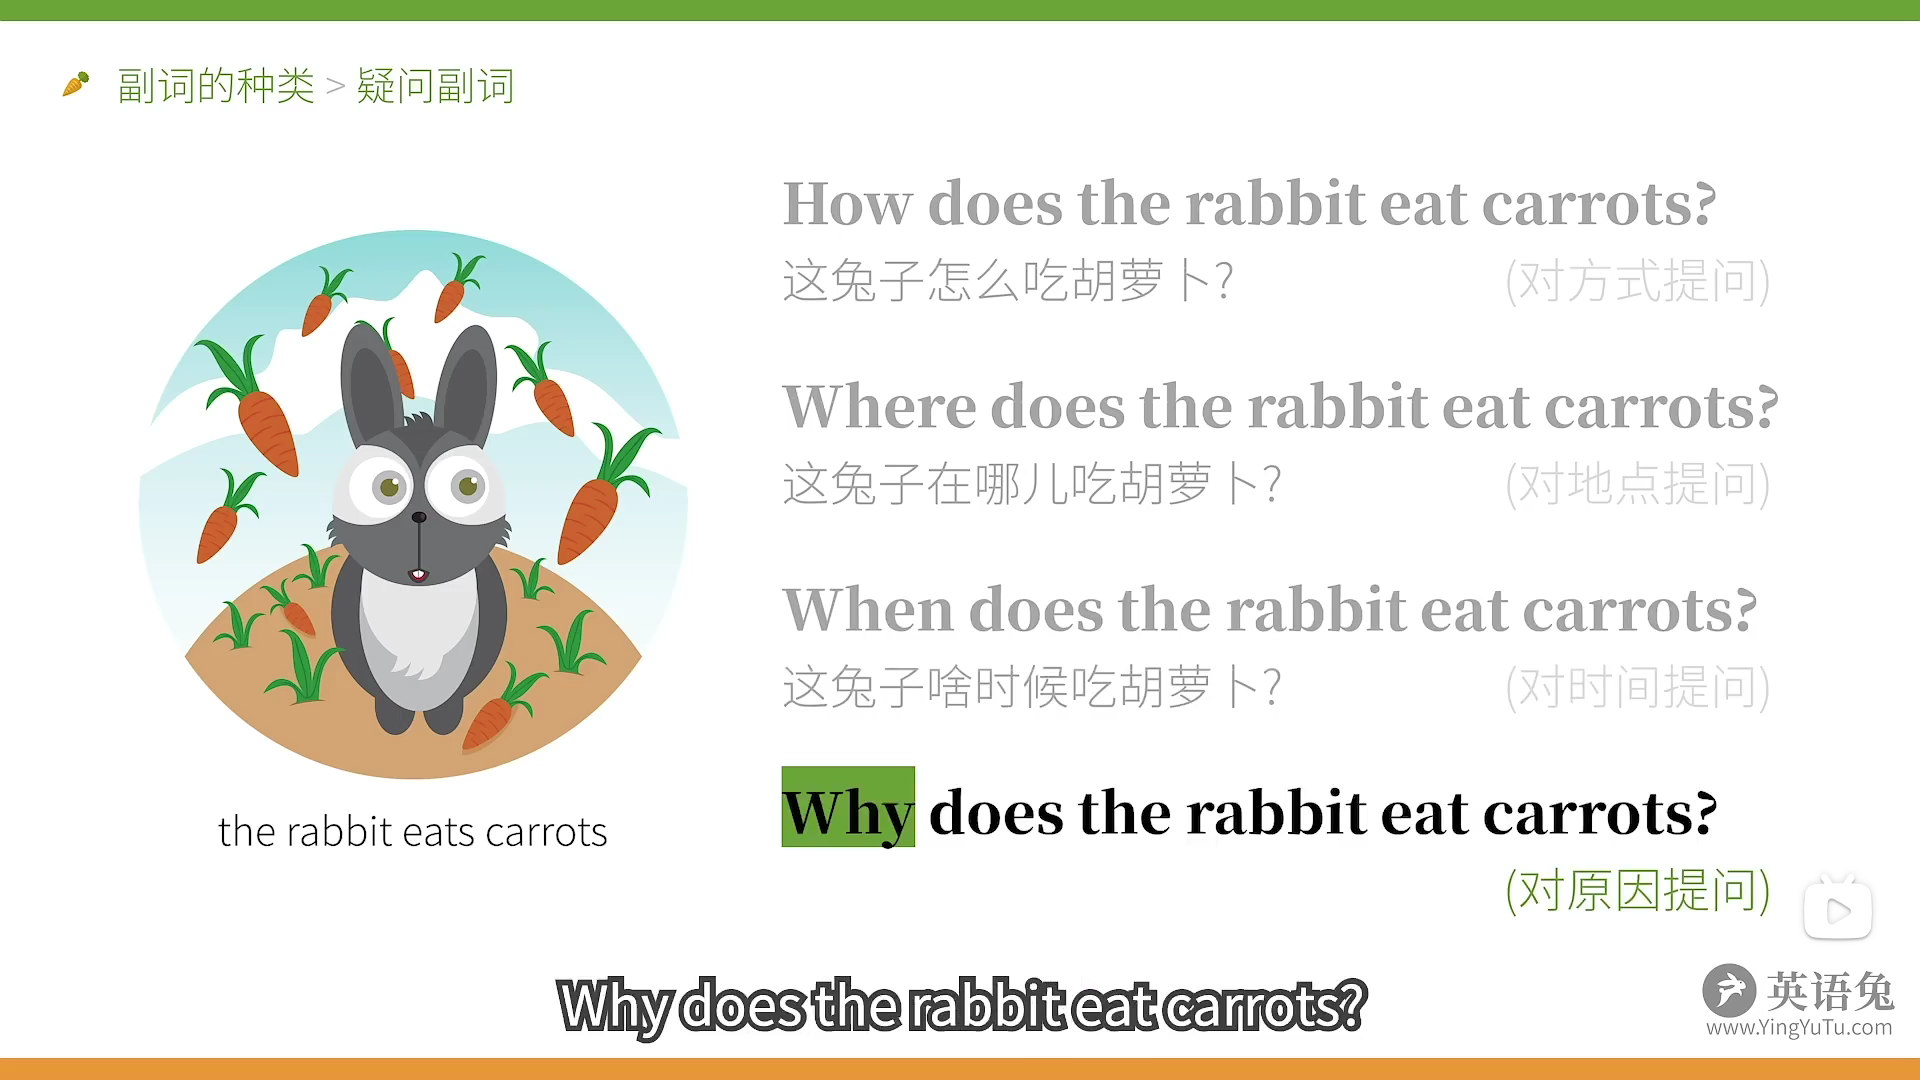 副词的种类 > 疑问副词
How does the rabbit eat carrots?
这兔子怎么吃胡萝卜?
(对方式提问)
Where does the rabbit eat carrots?
这兔子在哪儿吃胡萝卜?
(对地点提问)
When does the rabbit eat carrots?
这兔子啥时候吃胡萝卜?
(对时间提问)
Why does the rabbit eat carrots?
(对原因提问)
the rabbit eats carrots
Why does the rabbit eat carrots?
英语兔
www.YingYuTu.com